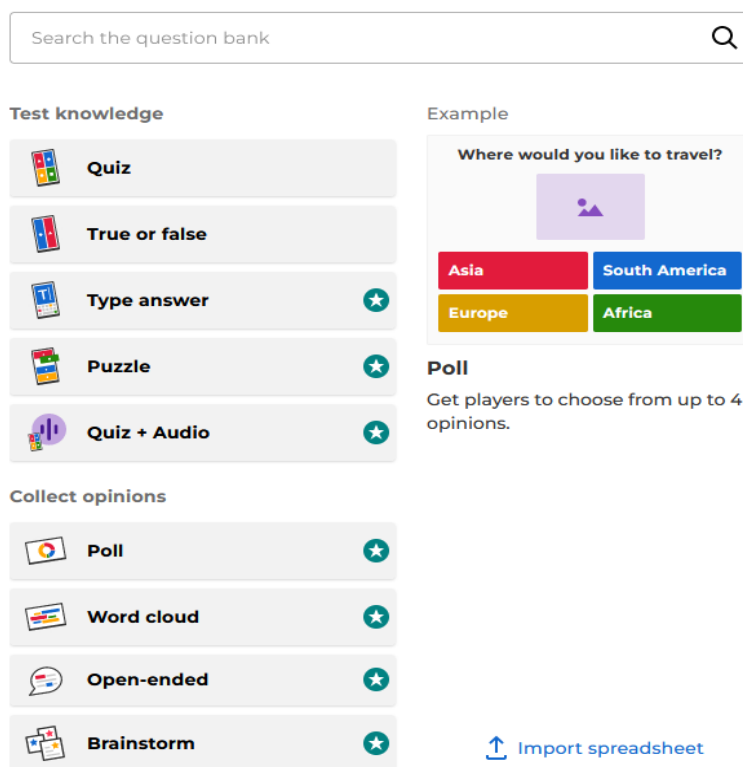 Search the question bank
Test knowledge
Quiz
True or false
Type answer
Puzzle
Quiz + Audio
Collect opinions
Poll
Word cloud
Open-ended
Brainstorm
Example
Where would you like to travel?
Asia
South America
Europe
Africa
Poll
Get players to choose from up to 4
opinions.
Import spreadsheet